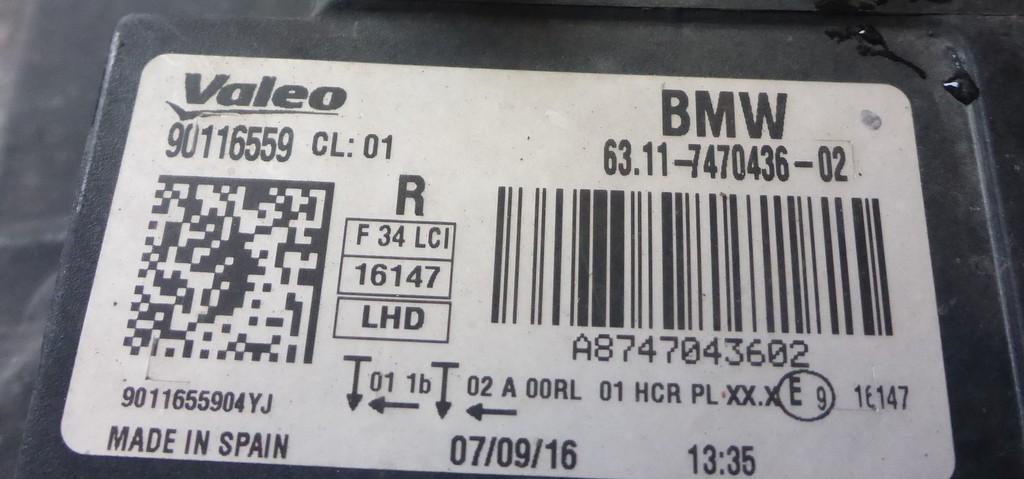 Valeo
90116559 CL: 01
BMW
63.11-7470436-02
R
F 34 LCI
16147
LHD
A8747043602
01 1b 02 A 00RL 01 HCR PL XX.X E 9 16147
9011655904YJ
MADE IN SPAIN
07/09/16 13:35